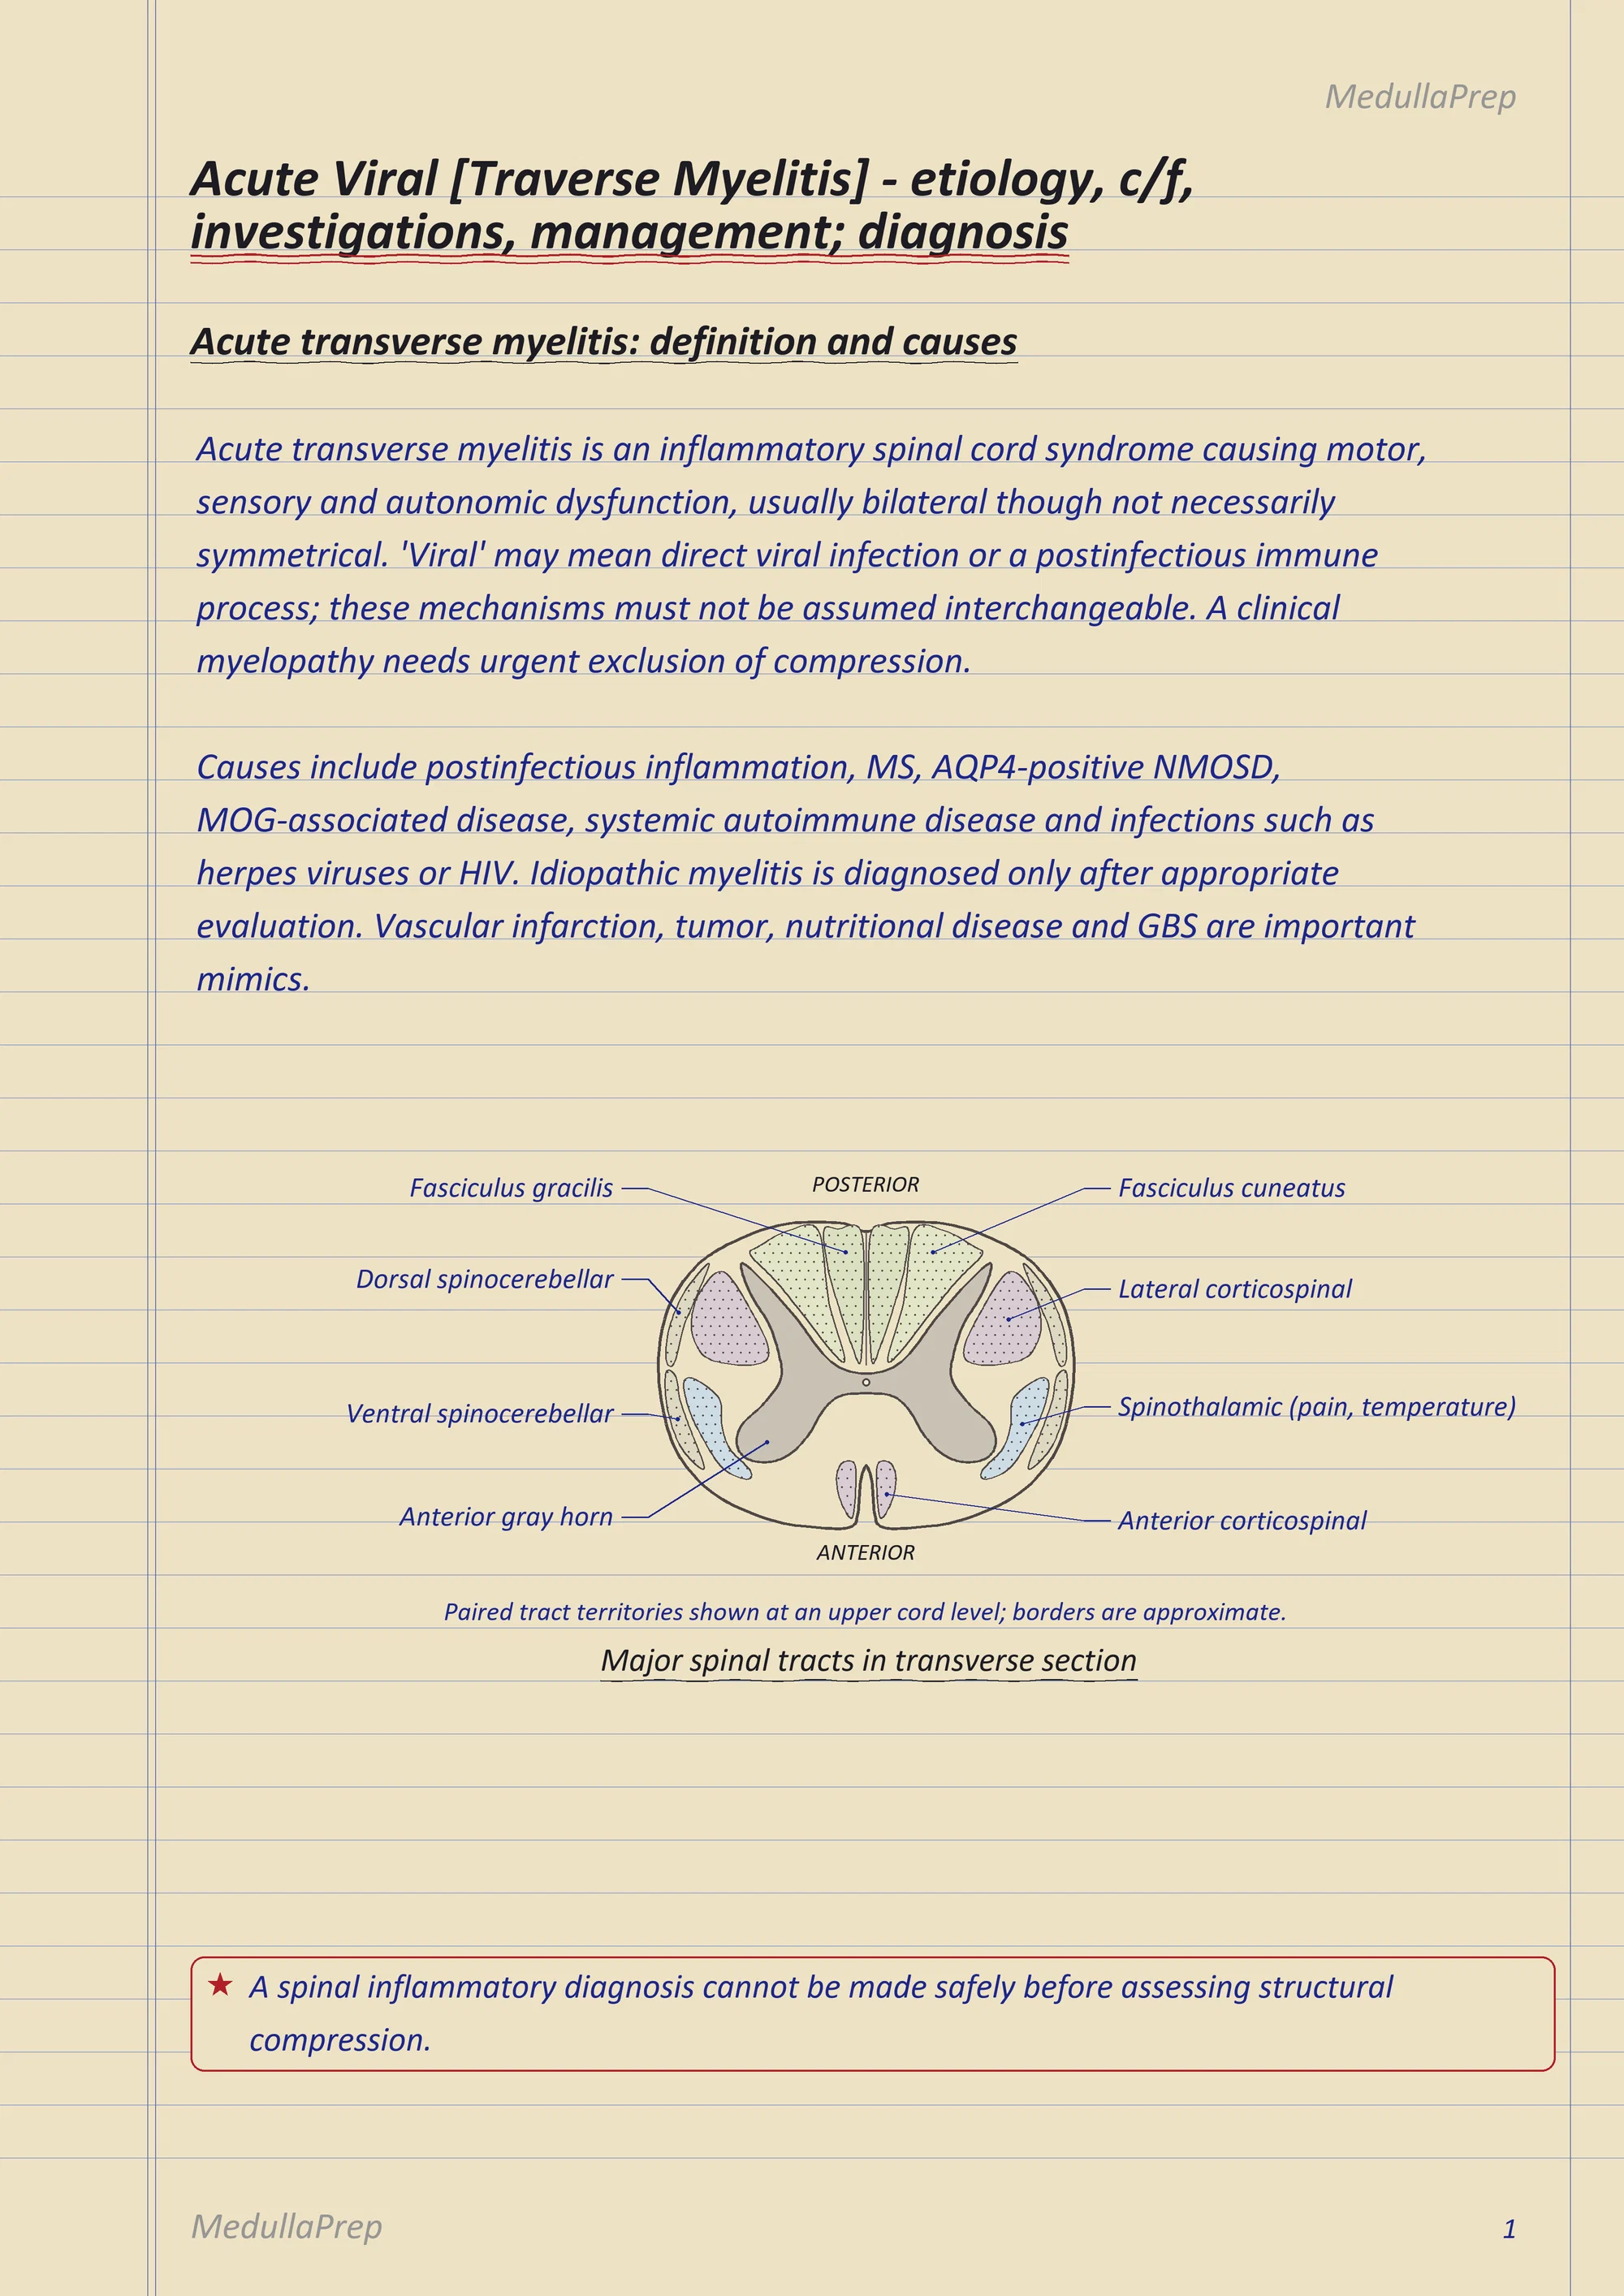 MedullaPrep
Acute Viral [Traverse Myelitis] - etiology, c/f,
investigations, management; diagnosis
Acute transverse myelitis: definition and causes
Acute transverse myelitis is an inflammatory spinal cord syndrome causing motor,
sensory and autonomic dysfunction, usually bilateral though not necessarily
symmetrical. 'Viral' may mean direct viral infection or a postinfectious immune
process; these mechanisms must not be assumed interchangeable. A clinical
myelopathy needs urgent exclusion of compression.
Causes include postinfectious inflammation, MS, AQP4-positive NMOSD,
MOG-associated disease, systemic autoimmune disease and infections such as
herpes viruses or HIV. Idiopathic myelitis is diagnosed only after appropriate
evaluation. Vascular infarction, tumor, nutritional disease and GBS are important
mimics.
POSTERIOR
Fasciculus gracilis
Fasciculus cuneatus
Dorsal spinocerebellar
Lateral corticospinal
Ventral spinocerebellar
Spinothalamic (pain, temperature)
Anterior gray horn
Anterior corticospinal
ANTERIOR
Paired tract territories shown at an upper cord level; borders are approximate.
Major spinal tracts in transverse section
★ A spinal inflammatory diagnosis cannot be made safely before assessing structural
compression.
MedullaPrep
1